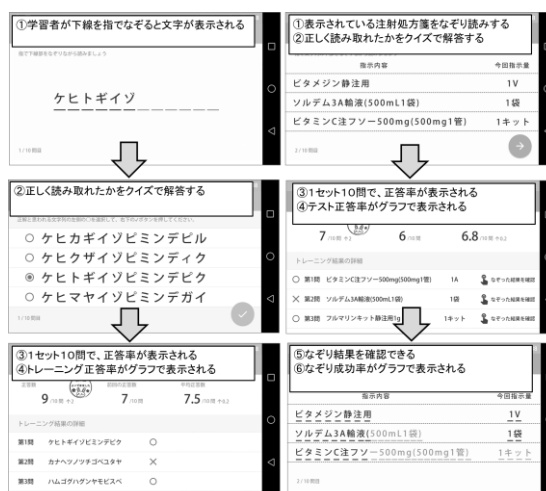 ①学習者が下線を指でなぞると文字が表示される
指で下線部をなぞりながら読みましょう
ケヒトギイゾ
1/10問目
②正しく読み取れたかをクイズで解答する
○ ケヒカギイゾピミンデビル
○ ケヒクザイゾピミンディク
◉ ケヒトギイゾピミンデピク
○ ケヒマヤイゾピミンデガイ
1/10問目
③1セット10問で、正答率が表示される
④トレーニング正答率がグラフで表示される
9/10問
7/10問
7.5/10問
トレーニング結果の詳細
第1問 ケヒトギイゾピミンデピク ○
第2問 カナヘツノツチゴベユタヤ ×
第3問 ハムゴグハグンヤモビスベ ○
①表示されている注射処方箋をなぞり読みする
②正しく読み取れたかをクイズで解答する
指示内容 今回指示量
ビタメジン静注用 1V
ソルデム3A輸液(500mL1袋) 1袋
ビタミンC注フソー500mg(500mg1管) 1キット
2/10問目
③1セット10問で、正答率が表示される
④テスト正答率がグラフで表示される
7/10問
6/10問
6.8/10問
トレーニング結果の詳細
○ 第1問 ビタミンC注フソー500mg(500mg1管) 1A なぞった結果を確認
× 第2問 ソルデム3A輸液(500mL1袋) 1袋 なぞった結果を確認
○ 第3問 フルマリンキット静注用1g 1キット なぞった結果を確認
⑤なぞり結果を確認できる
⑥なぞり成功率がグラフで表示される
指示内容 今回指示量
ビタメジン静注用 1V
ソルデム3A輸液(500mL1袋) 1袋
ビタミンC注フソー500mg(500mg1管) 1キット
2/10問目